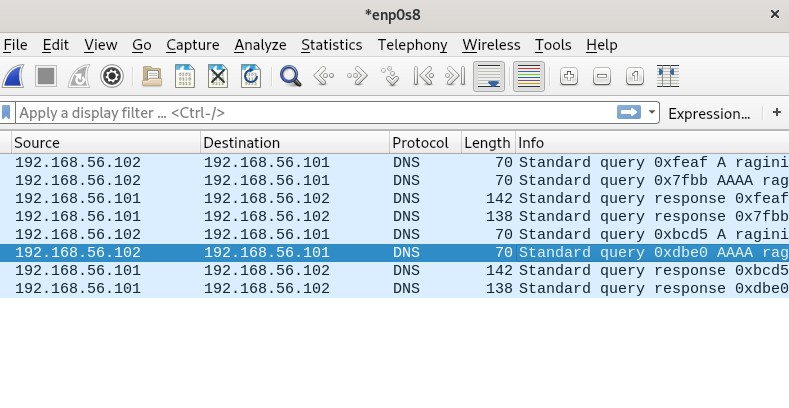 *enp0s8 ×
File Edit View Go Capture Analyze Statistics Telephony Wireless Tools Help
Apply a display filter ... <Ctrl-/> Expression... +
Source Destination Protocol Length Info
192.168.56.102 192.168.56.101 DNS 70 Standard query 0xfeaf A ragini
192.168.56.102 192.168.56.101 DNS 70 Standard query 0x7fbb AAAA rag
192.168.56.101 192.168.56.102 DNS 142 Standard query response 0xfeaf
192.168.56.101 192.168.56.102 DNS 138 Standard query response 0x7fbb
192.168.56.102 192.168.56.101 DNS 70 Standard query 0xbcd5 A ragini
192.168.56.102 192.168.56.101 DNS 70 Standard query 0xdbe0 AAAA rag
192.168.56.101 192.168.56.102 DNS 142 Standard query response 0xbcd5
192.168.56.101 192.168.56.102 DNS 138 Standard query response 0xdbe0